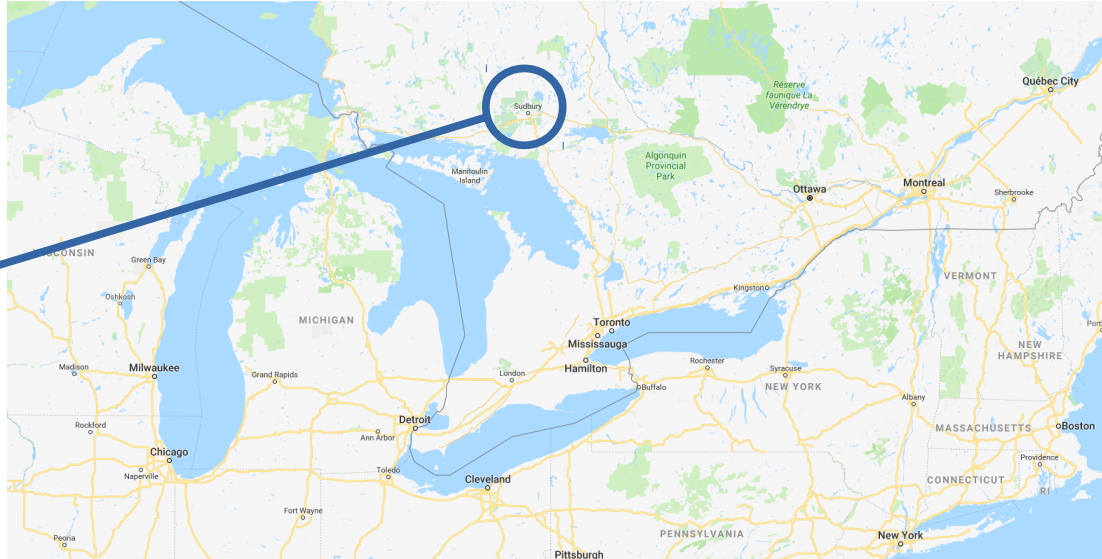 Québec City
Réserve
faunique La
Vérendrye
Sudbury
Algonquin
Provincial
Park
Manitoulin
Island
Ottawa
Montreal
Sherbrooke
Green Bay
Oshkosh
VERMONT
Kingston
MICHIGAN
Toronto
Mississauga
Hamilton
NEW
HAMPSHIRE
Madison
Milwaukee
Grand Rapids
London
Rochester
Syracuse
Buffalo
NEW YORK
Albany
Rockford
Detroit
Ann Arbor
MASSACHUSETTS
Boston
Chicago
Naperville
Toledo
Cleveland
Providence
CONNECTICUT
RI
Fort Wayne
Peoria
PENNSYLVANIA
New York
Pittsburgh